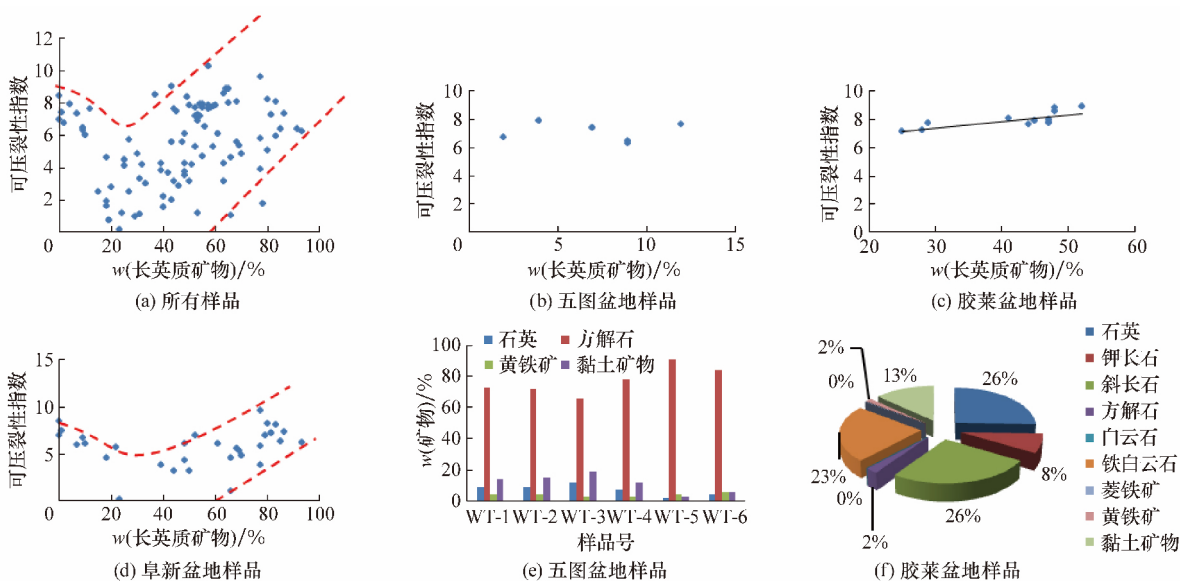 可压裂性指数
12
10
8
6
4
2
0
20
40
60
80
100
w(长英质矿物)/%
(a) 所有样品
可压裂性指数
10
8
6
4
2
0
0
5
10
15
w(长英质矿物)/%
(b) 五图盆地样品
可压裂性指数
10
8
6
4
2
0
20
30
40
50
60
w(长英质矿物)/%
(c) 胶莱盆地样品
可压裂性指数
15
10
5
0
20
40
60
80
100
w(长英质矿物)/%
(d) 阜新盆地样品
石英 方解石
黄铁矿 黏土矿物
w(矿物)/%
100
80
60
40
20
0
WT-1 WT-2 WT-3 WT-4 WT-5 WT-6
样品号
(e) 五图盆地样品
2%
0%
13%
26%
8%
26%
2%
0%
23%
石英
钾长石
斜长石
方解石
白云石
铁白云石
菱铁矿
黄铁矿
黏土矿物
(f) 胶莱盆地样品